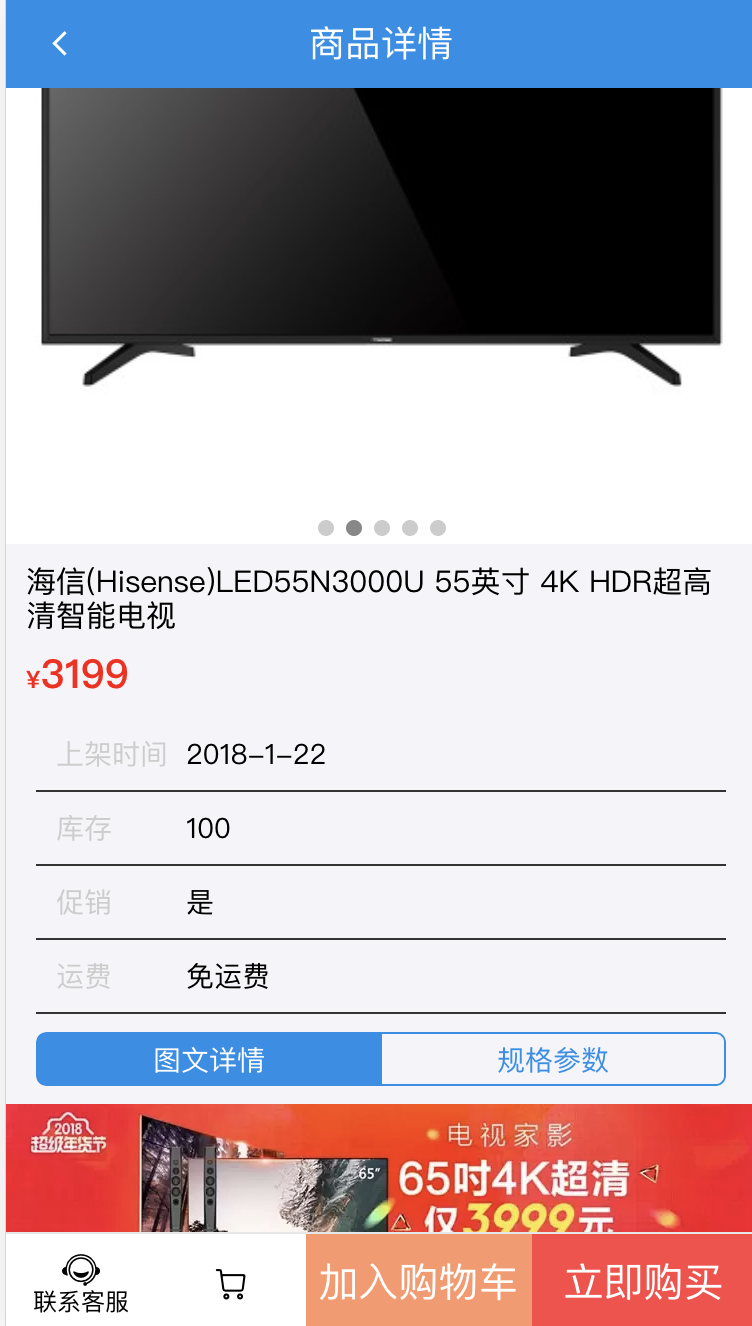 商品详情
海信(Hisense)LED55N3000U 55英寸 4K HDR超高
清智能电视
¥3199
上架时间 2018-1-22
库存 100
促销 是
运费 免运费
图文详情 规格参数
2018
超级年货节
电视家影
65"
65吋4K超清
仅3999元
联系客服 加入购物车 立即购买